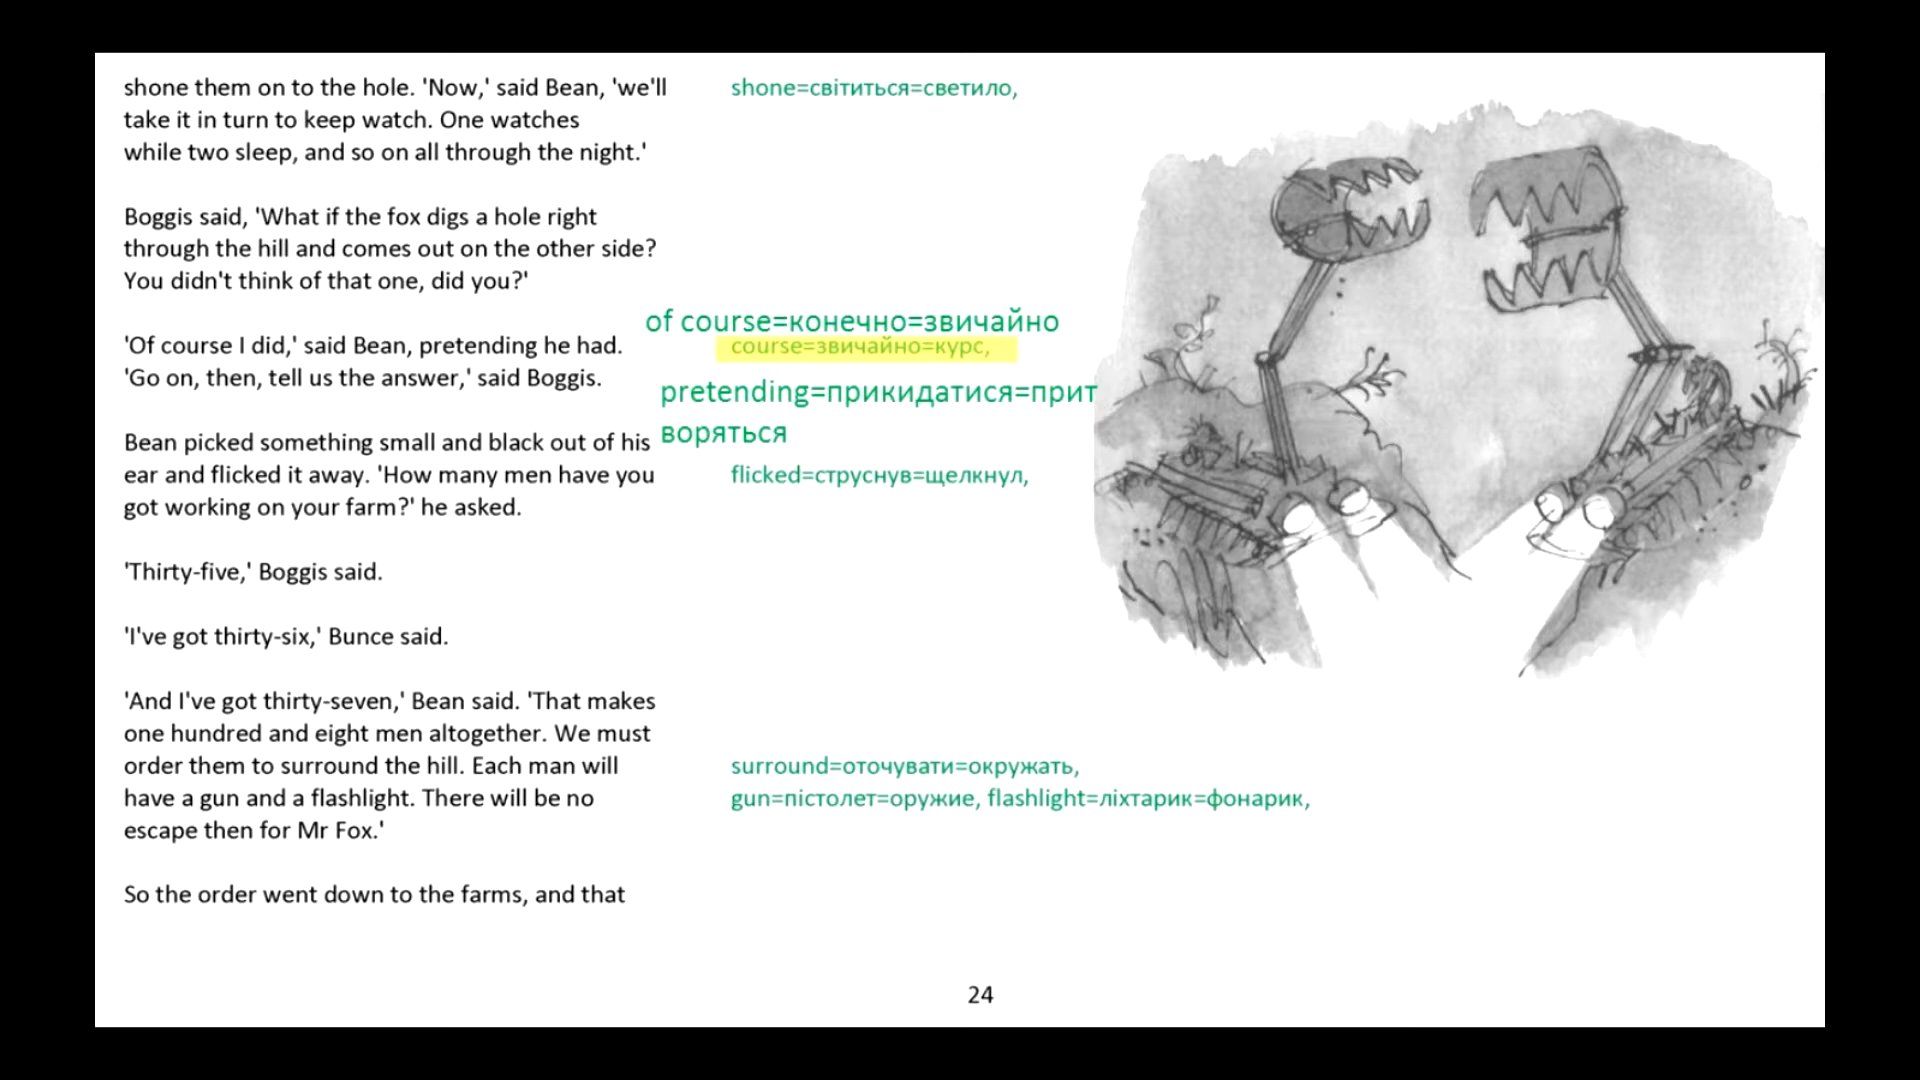 shone them on to the hole. 'Now,' said Bean, 'we'll
take it in turn to keep watch. One watches
while two sleep, and so on all through the night.'
Boggis said, 'What if the fox digs a hole right
through the hill and comes out on the other side?
You didn't think of that one, did you?'
'Of course I did,' said Bean, pretending he had.
'Go on, then, tell us the answer,' said Boggis.
Bean picked something small and black out of his
ear and flicked it away. 'How many men have you
got working on your farm?' he asked.
'Thirty-five,' Boggis said.
'I've got thirty-six,' Bunce said.
'And I've got thirty-seven,' Bean said. 'That makes
one hundred and eight men altogether. We must
order them to surround the hill. Each man will
have a gun and a flashlight. There will be no
escape then for Mr Fox.'
So the order went down to the farms, and that
shone=світиться=светило,
of course=конечно=звичайно
course=звичайно=курс,
pretending=прикидатися=прит
воряться
flicked=струснув=щелкнул,
surround=оточувати=окружать,
gun=пістолет=оружие, flashlight=ліхтарик=фонарик,
24